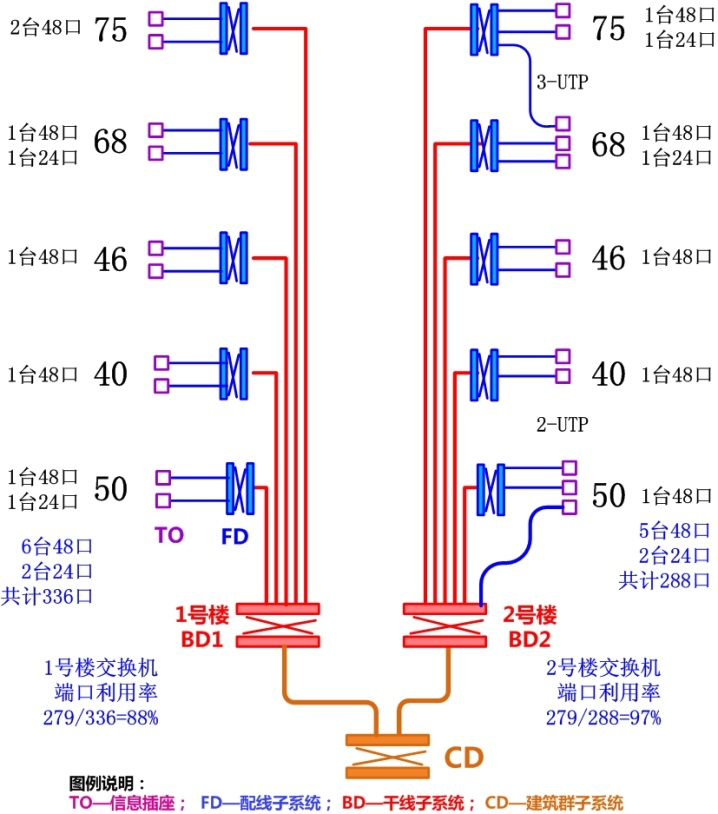 2台48口 75
75 1台48口
1台24口
3-UTP
1台48口
1台24口 68
68 1台48口
1台24口
1台48口 46
46 1台48口
1台48口 40
40 1台48口
2-UTP
1台48口
1台24口 50
50 1台48口
TO FD
6台48口
2台24口
共计336口
5台48口
2台24口
共计288口
1号楼
BD1
2号楼
BD2
1号楼交换机
端口利用率
279/336=88%
2号楼交换机
端口利用率
279/288=97%
CD
图例说明：
TO—信息插座； FD—配线子系统；BD—干线子系统；CD—建筑群子系统